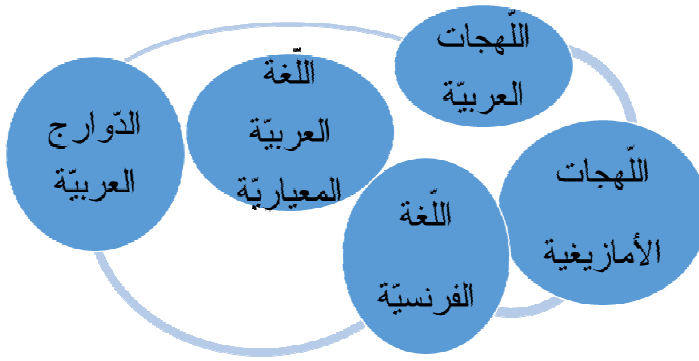 اللّهجات
العربيّة
اللّغة
العربيّة
المعياريّة
الدّوارج
العربيّة
اللّهجات
الأمازيغية
اللّغة
الفرنسيّة